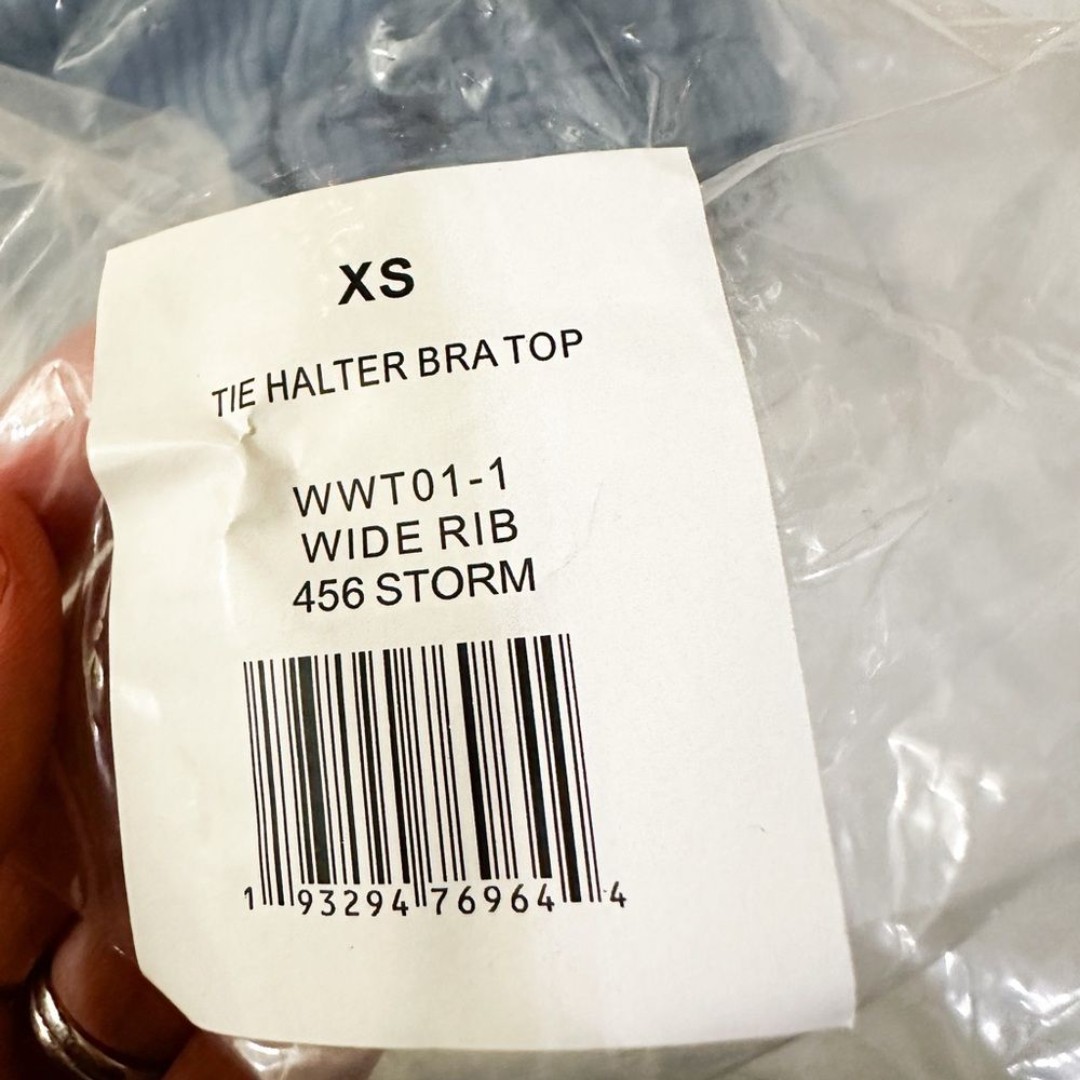 XS
TIE HALTER BRA TOP
WWT01-1
WIDE RIB
456 STORM
1 93294 76964 4